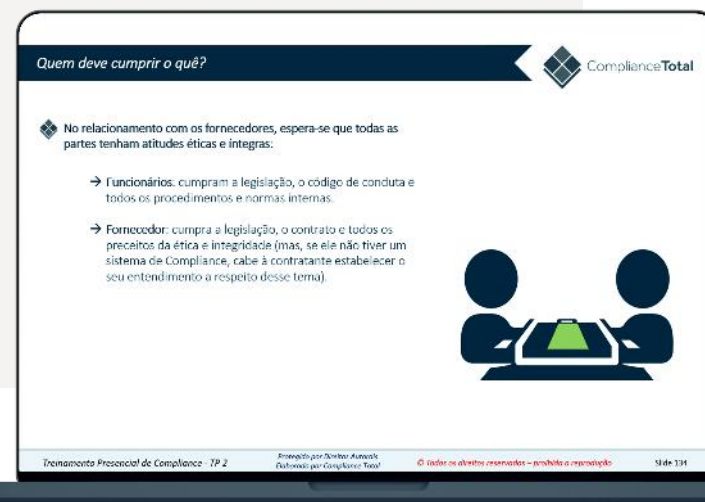 Quem deve cumprir o quê?
ComplianceTotal
No relacionamento com os fornecedores, espera-se que todas as
partes tenham atitudes éticas e íntegras:
→ Funcionários: cumpram a legislação, o código de conduta e
todos os procedimentos e normas internas.
→ Fornecedor: cumpra a legislação, o contrato e todos os
preceitos da ética e integridade (mas, se ele não tiver um
sistema de Compliance, cabe à contratante estabelecer o
seu entendimento a respeito desse tema).
Treinamento Presencial de Compliance - TP 2
Protegido por Direitos Autorais
Elaborado por Compliance Total
© Todos os direitos reservados – proibida a reprodução
Slide 134